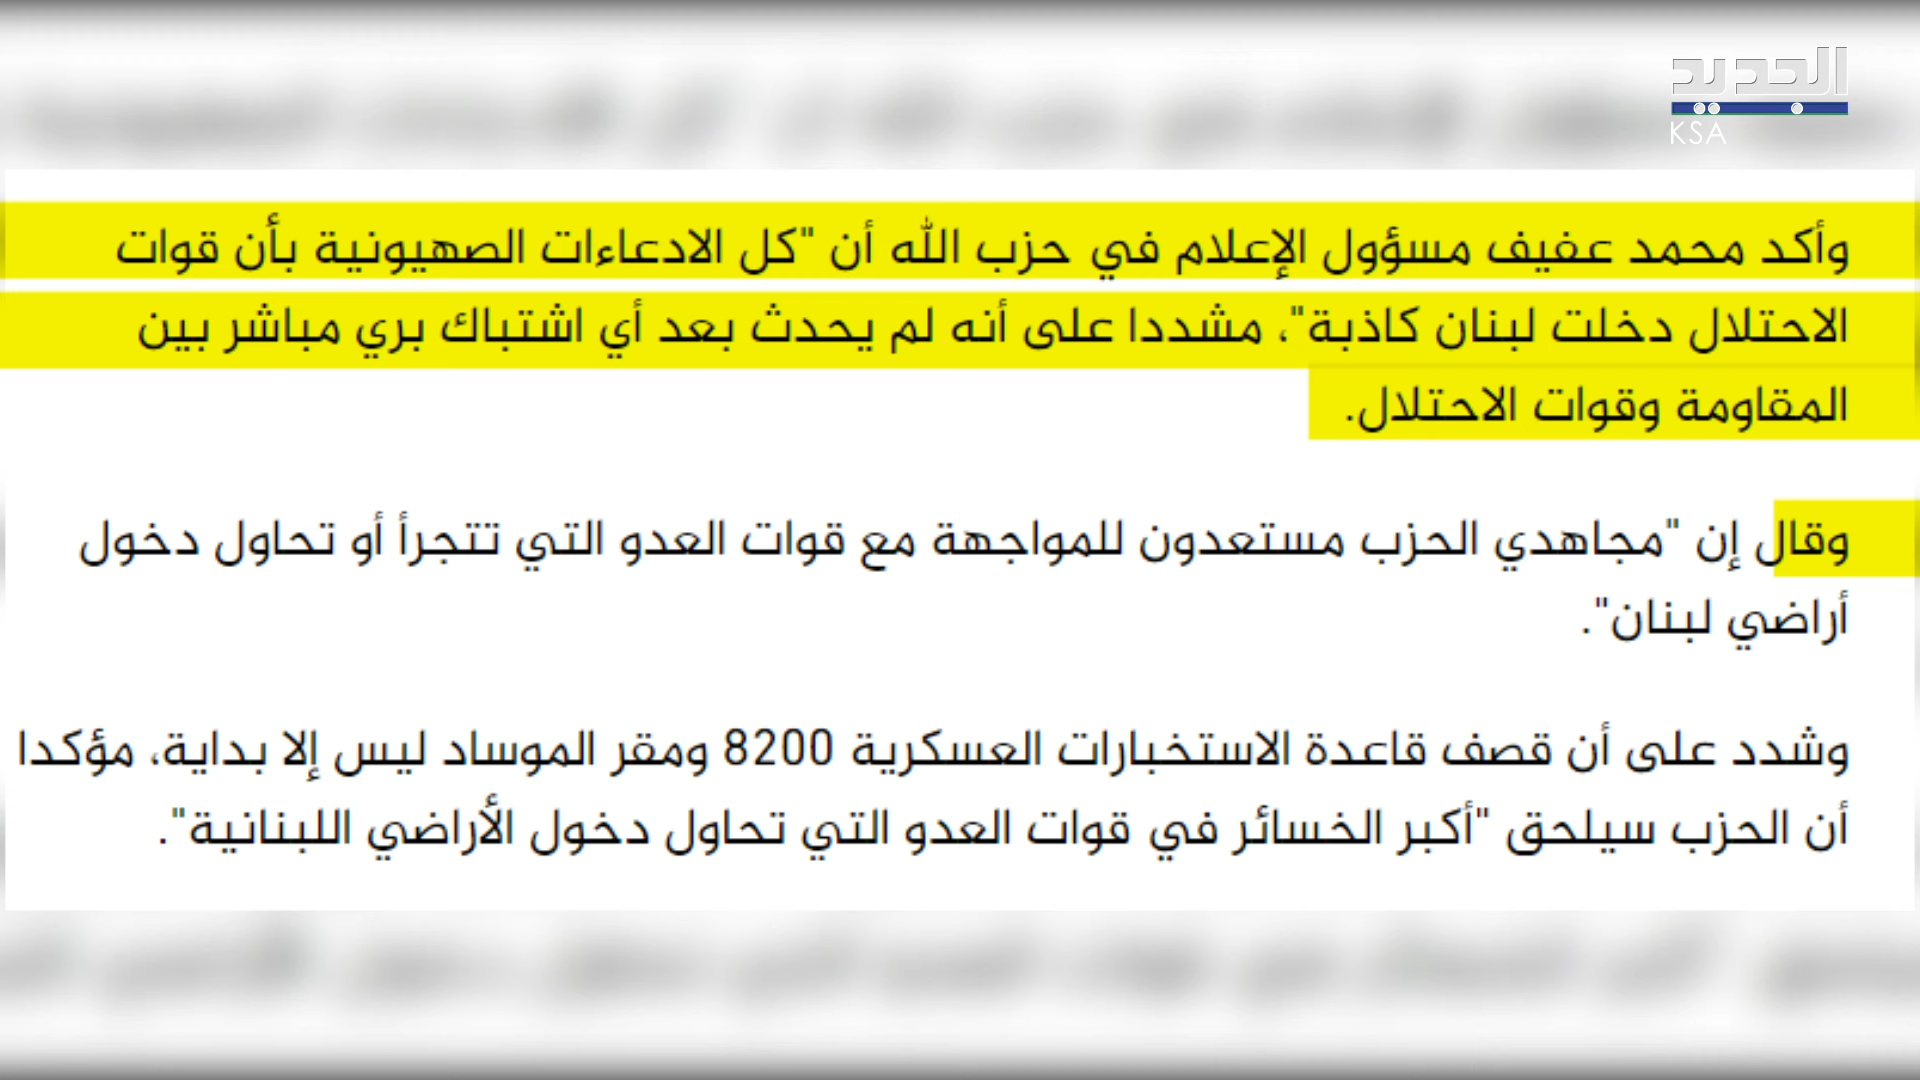 الجديد
KSA
وأكد محمد عفيف مسؤول الإعلام في حزب الله أن "كل الادعاءات الصهيونية بأن قوات
الاحتلال دخلت لبنان كاذبة"، مشددا على أنه لم يحدث بعد أي اشتباك بري مباشر بين
المقاومة وقوات الاحتلال.
وقال إن "مجاهدي الحزب مستعدون للمواجهة مع قوات العدو التي تتجرأ أو تحاول دخول
أراضي لبنان".
وشدد على أن قصف قاعدة الاستخبارات العسكرية 8200 ومقر الموساد ليس إلا بداية، مؤكدا
أن الحزب سيلحق "أكبر الخسائر في قوات العدو التي تحاول دخول الأراضي اللبنانية".